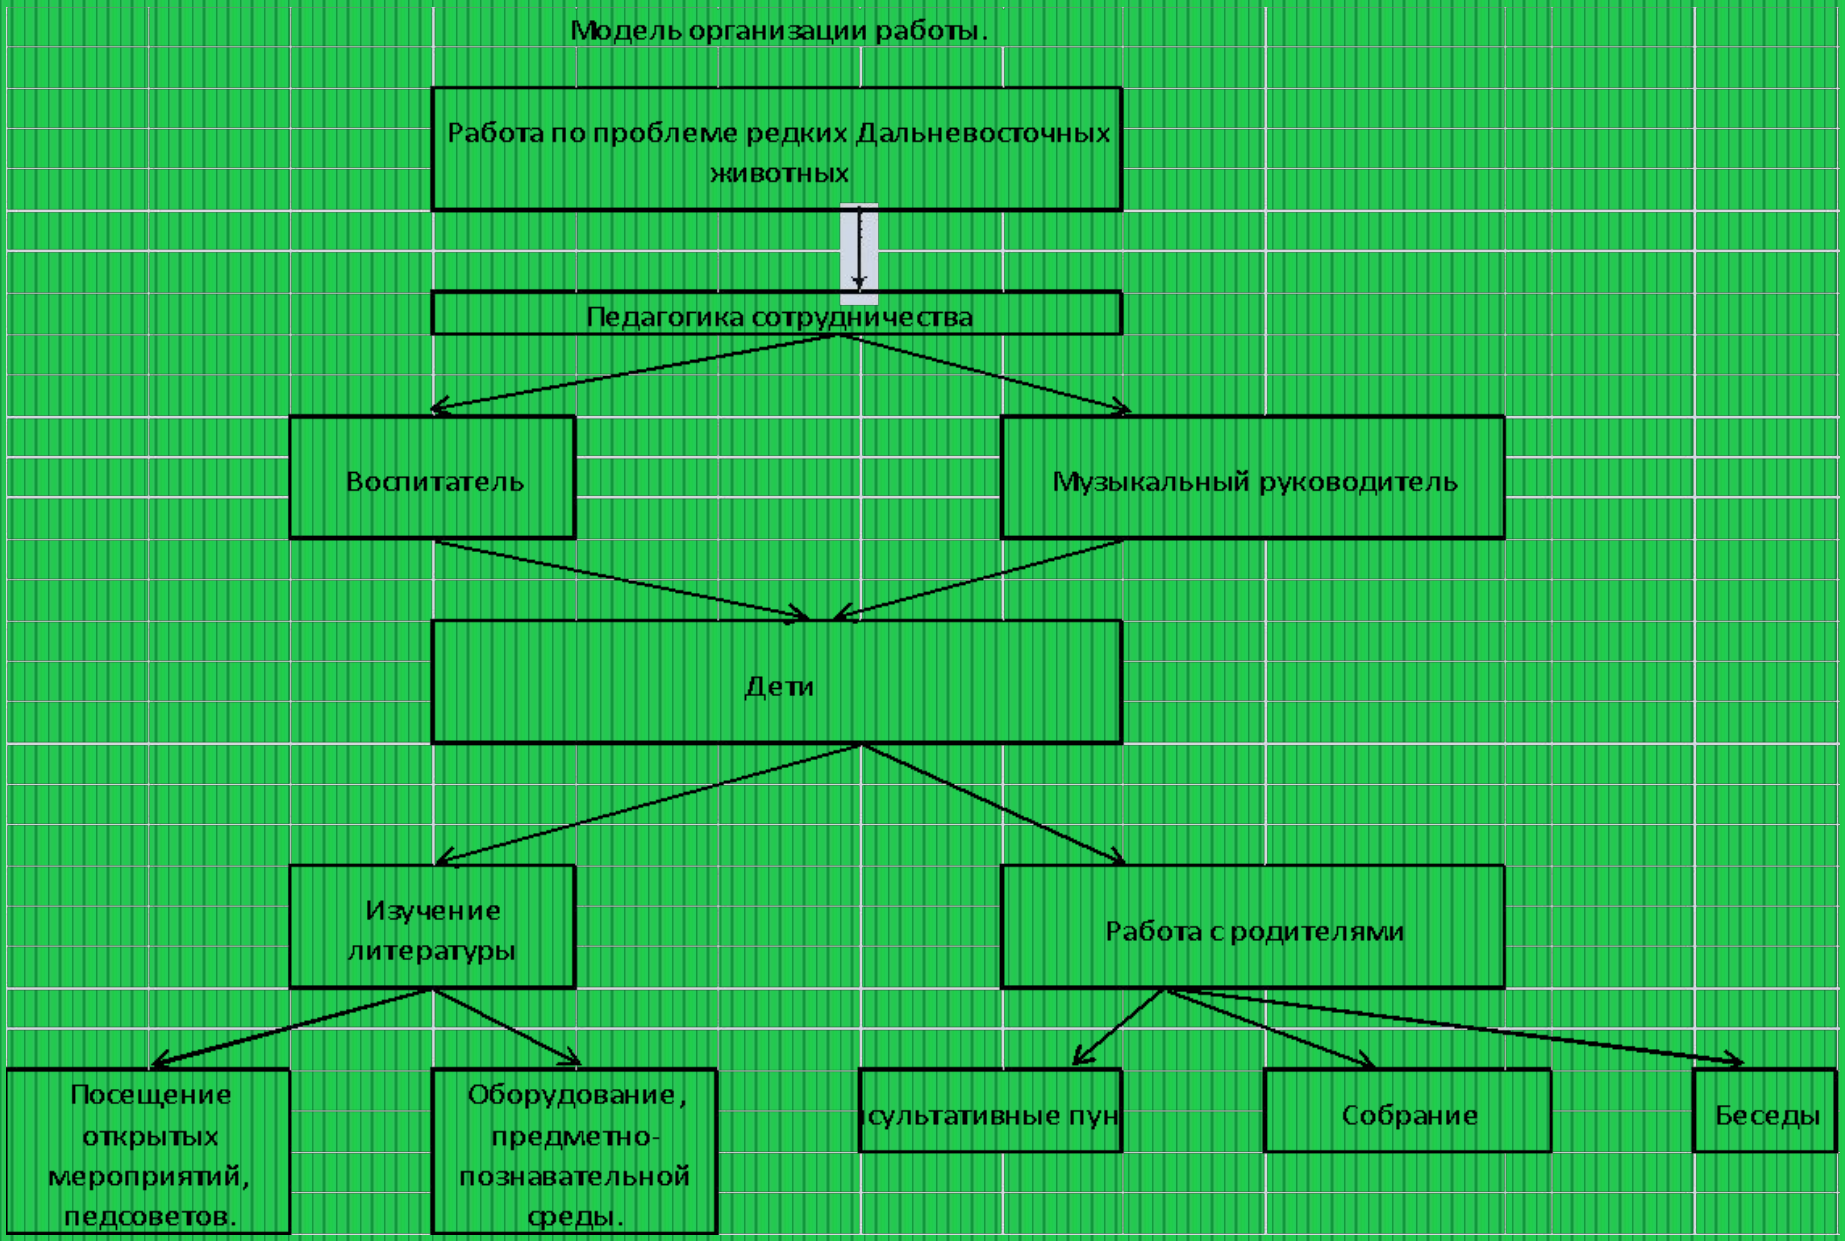 Модель организации работы.
Работа по проблеме редких Дальневосточных
животных
Педагогика сотрудничества
Воспитатель
Музыкальный руководитель
Дети
Изучение
литературы
Работа с родителями
Посещение
открытых
мероприятий,
педсоветов.
Оборудование,
предметно-
познавательной
среды.
сультативные пун
Собрание
Беседы